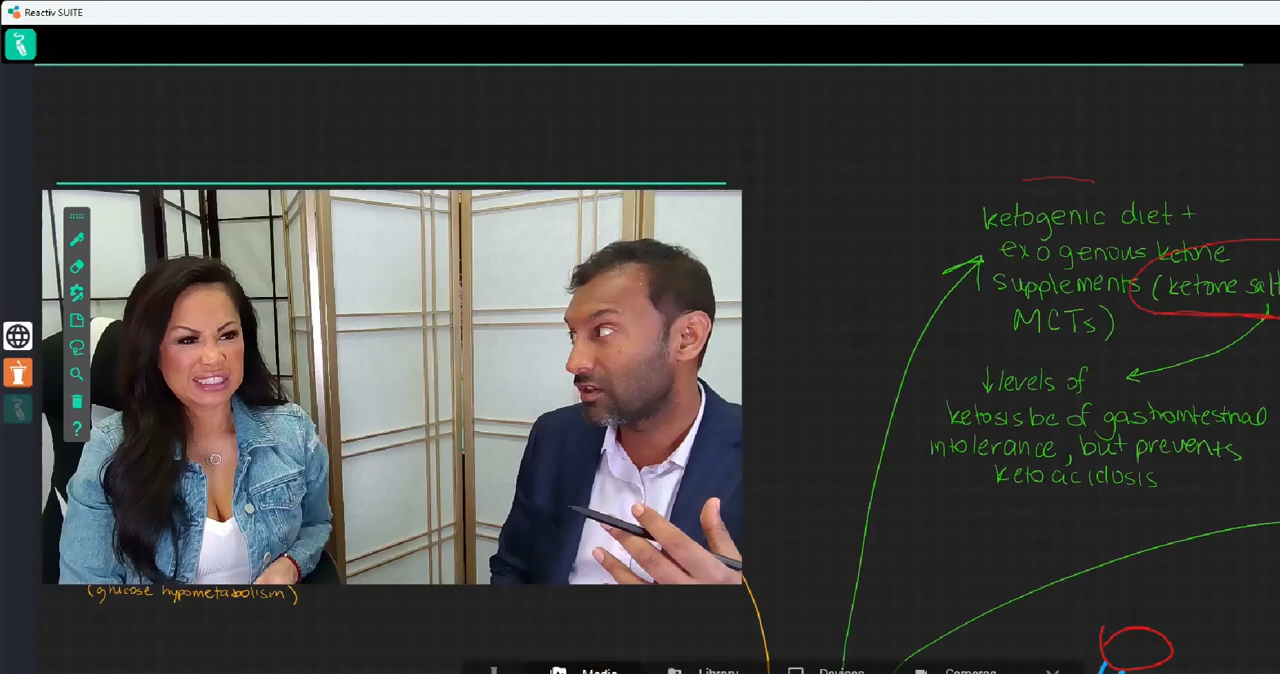 Reactiv SUITE
ketogenic diet +
exogenous ketone
supplements (ketone salt
MCTs)
↓levels of
ketosis bc of gastrointestinal
intolerance, but prevents
ketoacidosis
(glucose hypometabolism)
?
Media Library Devices Cameras